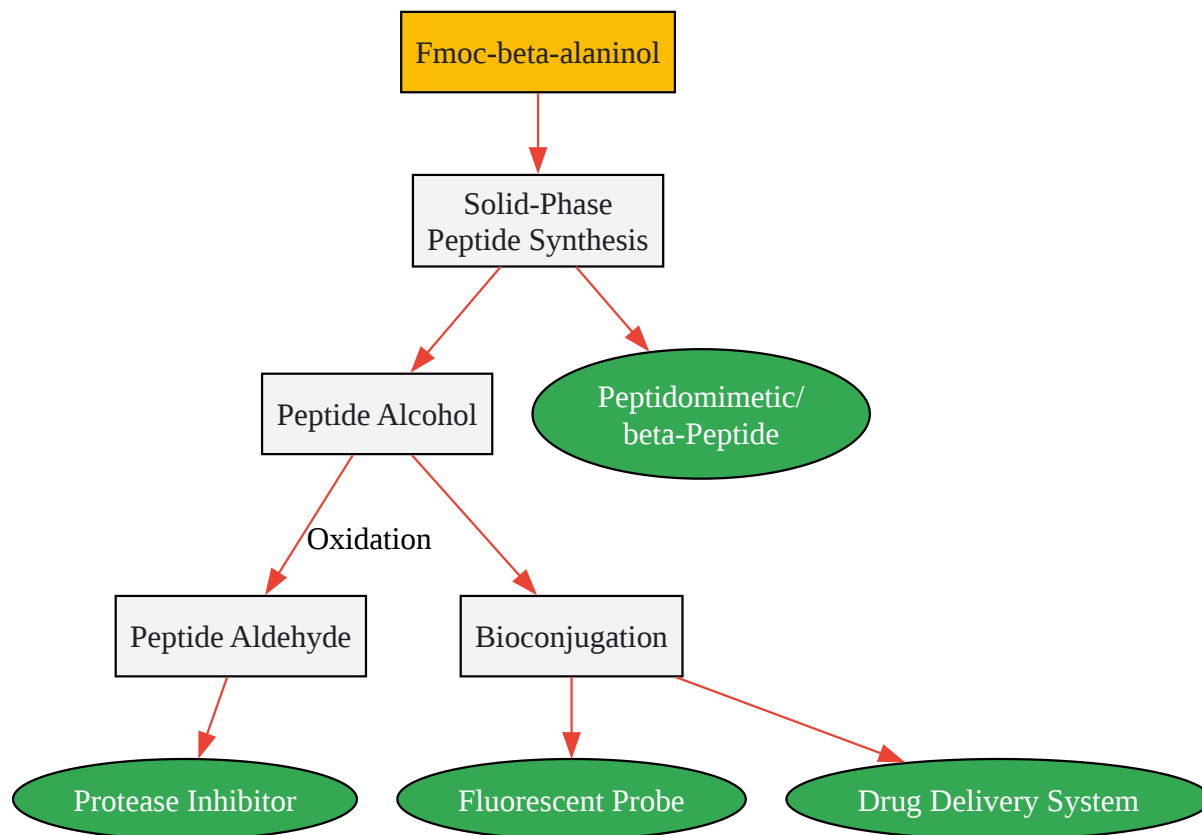 Fmoc-beta-alaninol
Solid-Phase
Peptide Synthesis
Peptide Alcohol
Peptidomimetic/
beta-Peptide
Oxidation
Peptide Aldehyde
Bioconjugation
Protease Inhibitor
Fluorescent Probe
Drug Delivery System